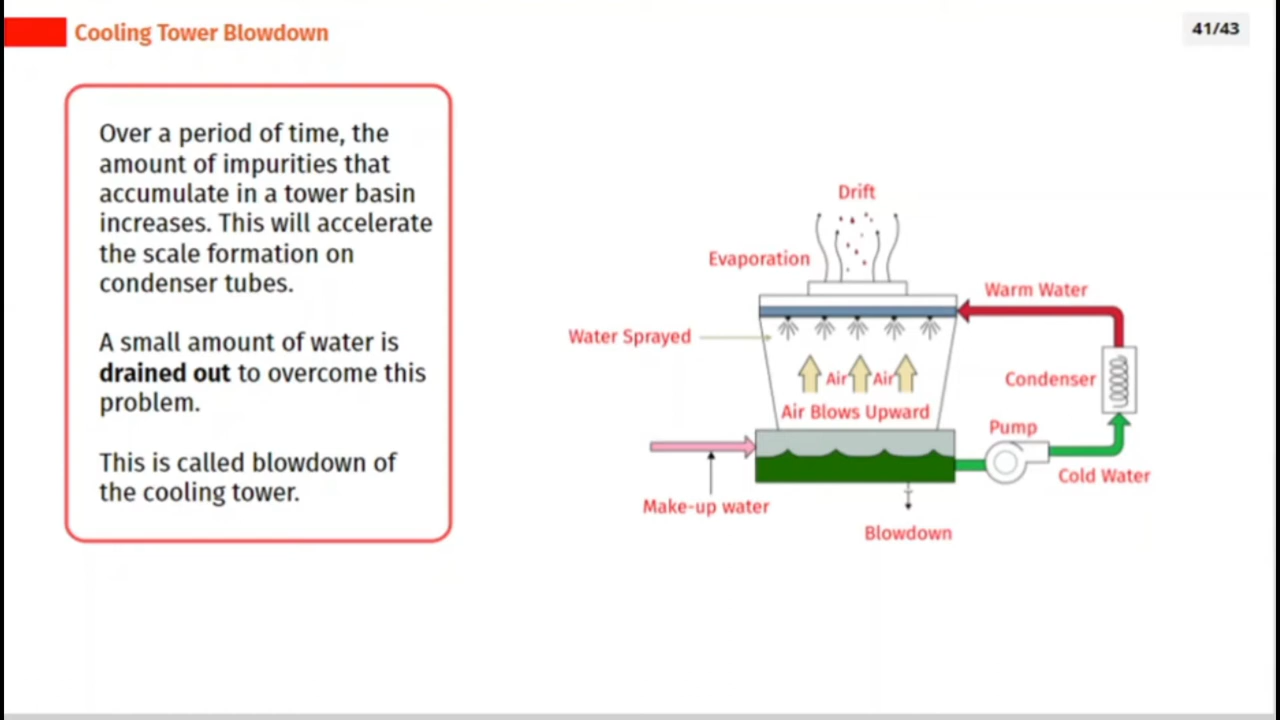 Cooling Tower Blowdown
41/43
Over a period of time, the
amount of impurities that
accumulate in a tower basin
increases. This will accelerate
the scale formation on
condenser tubes.
A small amount of water is
drained out to overcome this
problem.
This is called blowdown of
the cooling tower.
Drift
Evaporation
Warm Water
Water Sprayed
Air Air
Condenser
Air Blows Upward
Pump
Cold Water
Make-up water
Blowdown